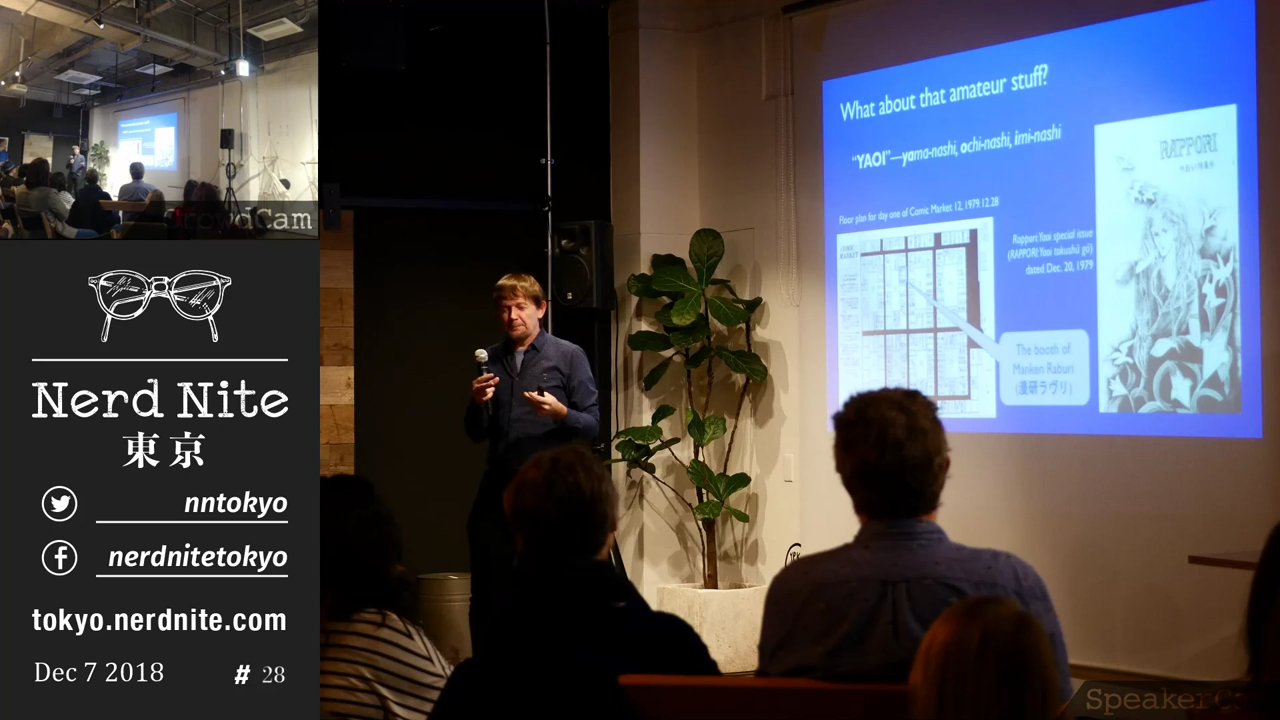 CrowdCam
Nerd Nite
東京
nntokyo
nerdnitetokyo
tokyo.nerdnite.com
Dec 7 2018
# 28
What about that amateur stuff?
“YAOI”—yama-nashi, ochi-nashi, imi-nashi
Floor plan for day one of Comic Market 12, 1979.12.28
COMIC
MARKET
Rappori: Yaoi special issue
(RAPPORI: Yaoi tokushū gō)
dated Dec. 20, 1979
The booth of
Manken Raburi
(漫研ラヴリ)
RAPPORI
YPK
SpeakerCam